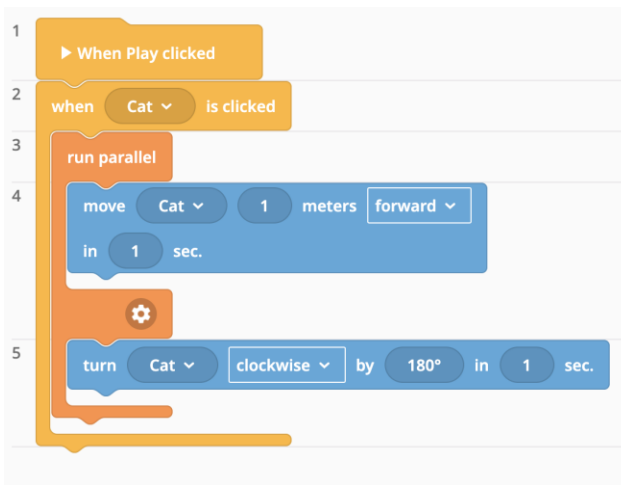 1
When Play clicked
2
when Cat is clicked
3
run parallel
4
move Cat 1 meters forward
in 1 sec.
5
turn Cat clockwise by 180° in 1 sec.